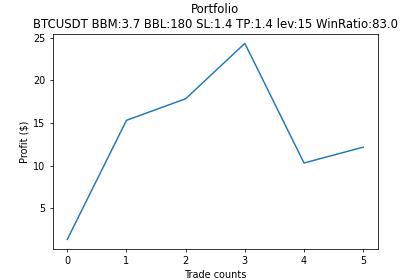 Portfolio
BTCUSDT BBM:3.7 BBL:180 SL:1.4 TP:1.4 lev:15 WinRatio:83.0
25
20
15
10
5
Profit ($)
0 1 2 3 4 5
Trade counts